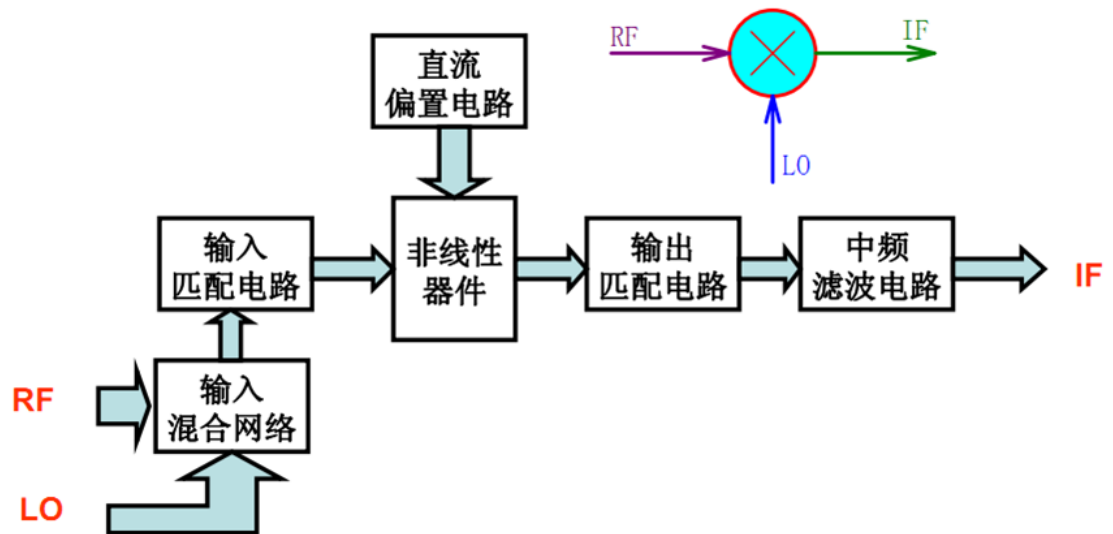 RF
IF
LO
直流
偏置电路
输入
匹配电路
非线性
器件
输出
匹配电路
中频
滤波电路
IF
RF
输入
混合网络
LO